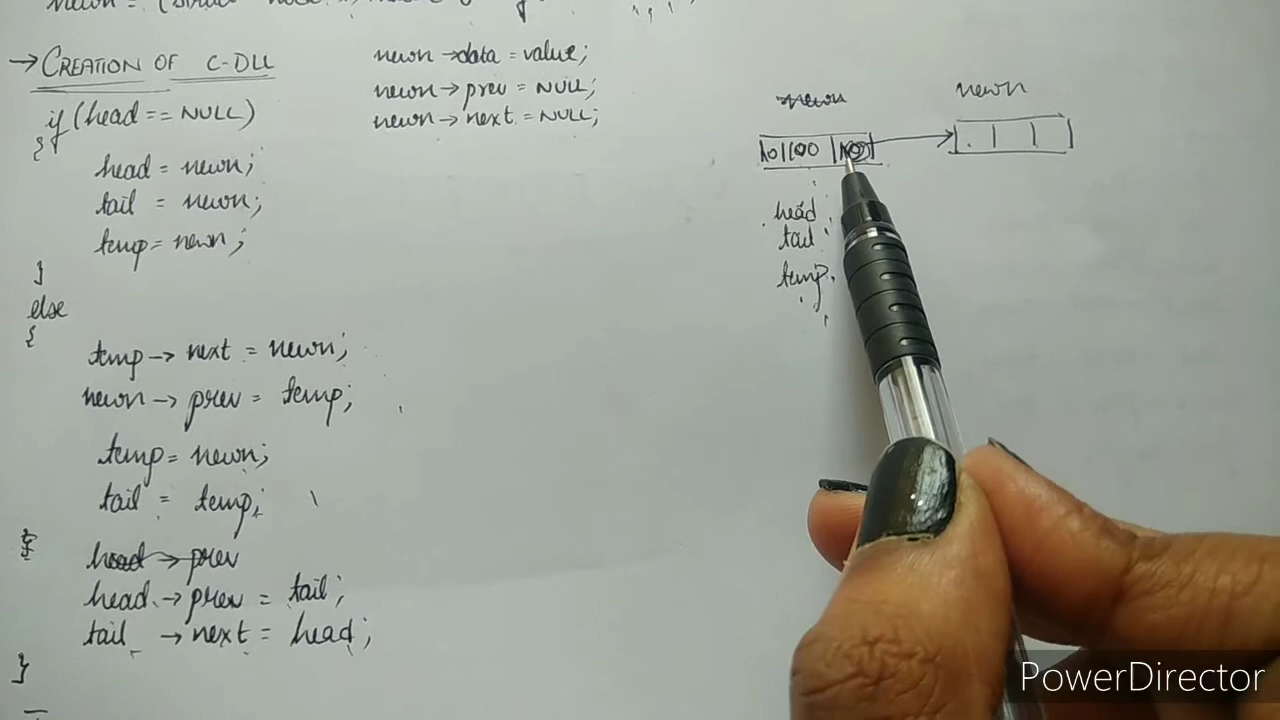 newn = (struct
→ CREATION OF C-DLL
if (head == NULL)
{
head = newn;
tail = newn;
temp = newn;
}
else
{
temp → next = newn;
newn → prev = temp;
temp = newn;
tail = temp;
head → prev
head → prev = tail;
tail → next = head;
}
newn → data = value;
newn → prev = NULL;
newn → next = NULL;
newn
newn
head
tail
temp
PowerDirector